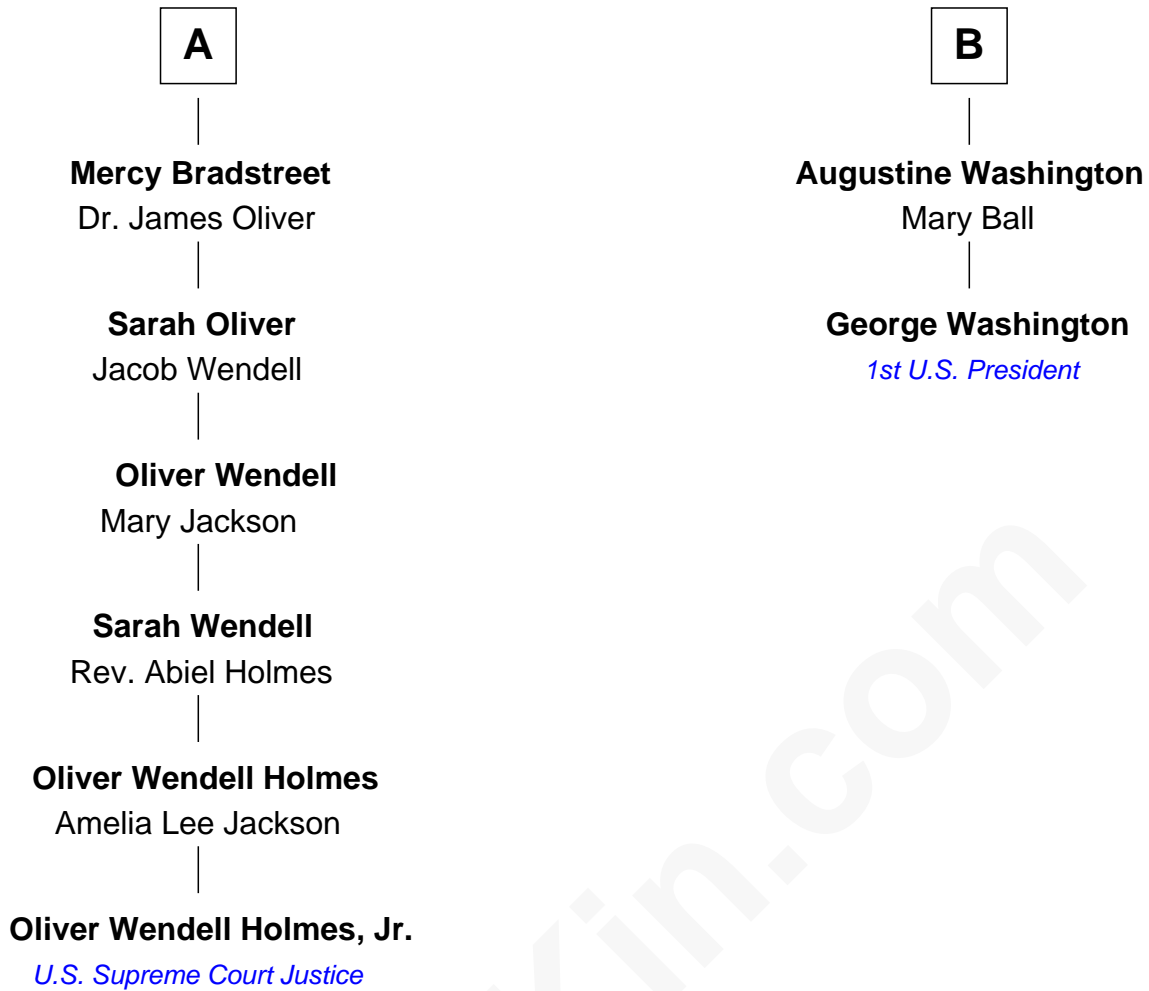 A
Mercy Bradstreet
Dr. James Oliver
Sarah Oliver
Jacob Wendell
Oliver Wendell
Mary Jackson
Sarah Wendell
Rev. Abiel Holmes
Oliver Wendell Holmes
Amelia Lee Jackson
Oliver Wendell Holmes, Jr.
U.S. Supreme Court Justice
B
Augustine Washington
Mary Ball
George Washington
1st U.S. President